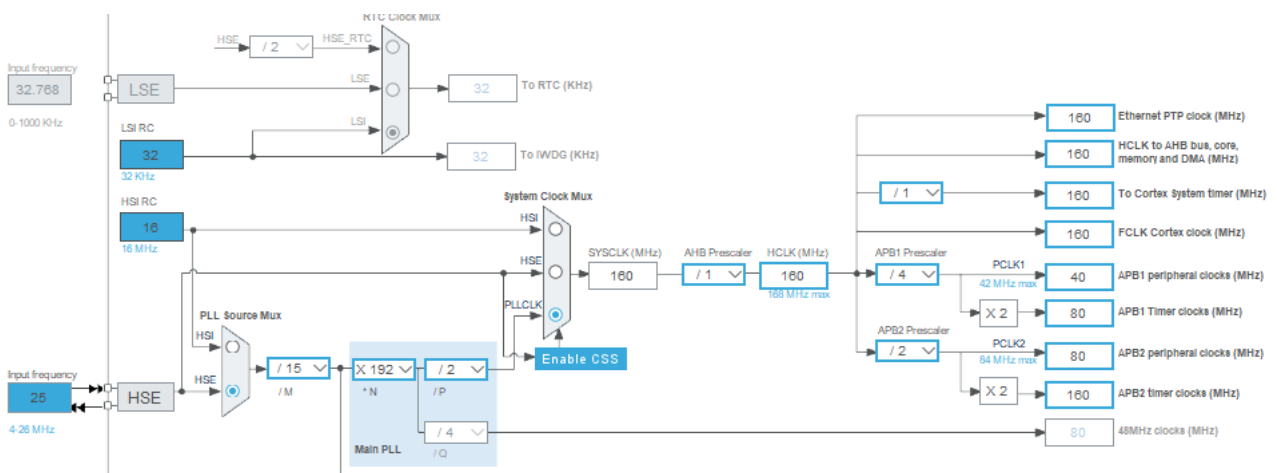 RTC Clock Mux
HSE
/ 2
HSE_RTC
Input frequency
32.768
LSE
LSE
32
To RTC (KHz)
0-1000 KHz
LSI RC
LSI
32
32
To IWDG (KHz)
32 KHz
HSI RC
16
16 MHz
System Clock Mux
HSI
HSE
PLLCLK
SYSCLK (MHz)
160
AHB Prescaler
/ 1
HCLK (MHz)
160
168 MHz max
160
Ethernet PTP clock (MHz)
160
HCLK to AHB bus, core,
memory and DMA (MHz)
/ 1
160
To Cortex System timer (MHz)
160
FCLK Cortex clock (MHz)
APB1 Prescaler
/ 4
PCLK1
42 MHz max
40
APB1 peripheral clocks (MHz)
X 2
80
APB1 Timer clocks (MHz)
APB2 Prescaler
/ 2
PCLK2
84 MHz max
80
APB2 peripheral clocks (MHz)
X 2
160
APB2 timer clocks (MHz)
80
48MHz clocks (MHz)
Enable CSS
PLL Source Mux
HSI
HSE
/ 15
/ M
X 192
* N
/ 2
/ P
/ 4
/ Q
Main PLL
Input frequency
25
HSE
4-26 MHz